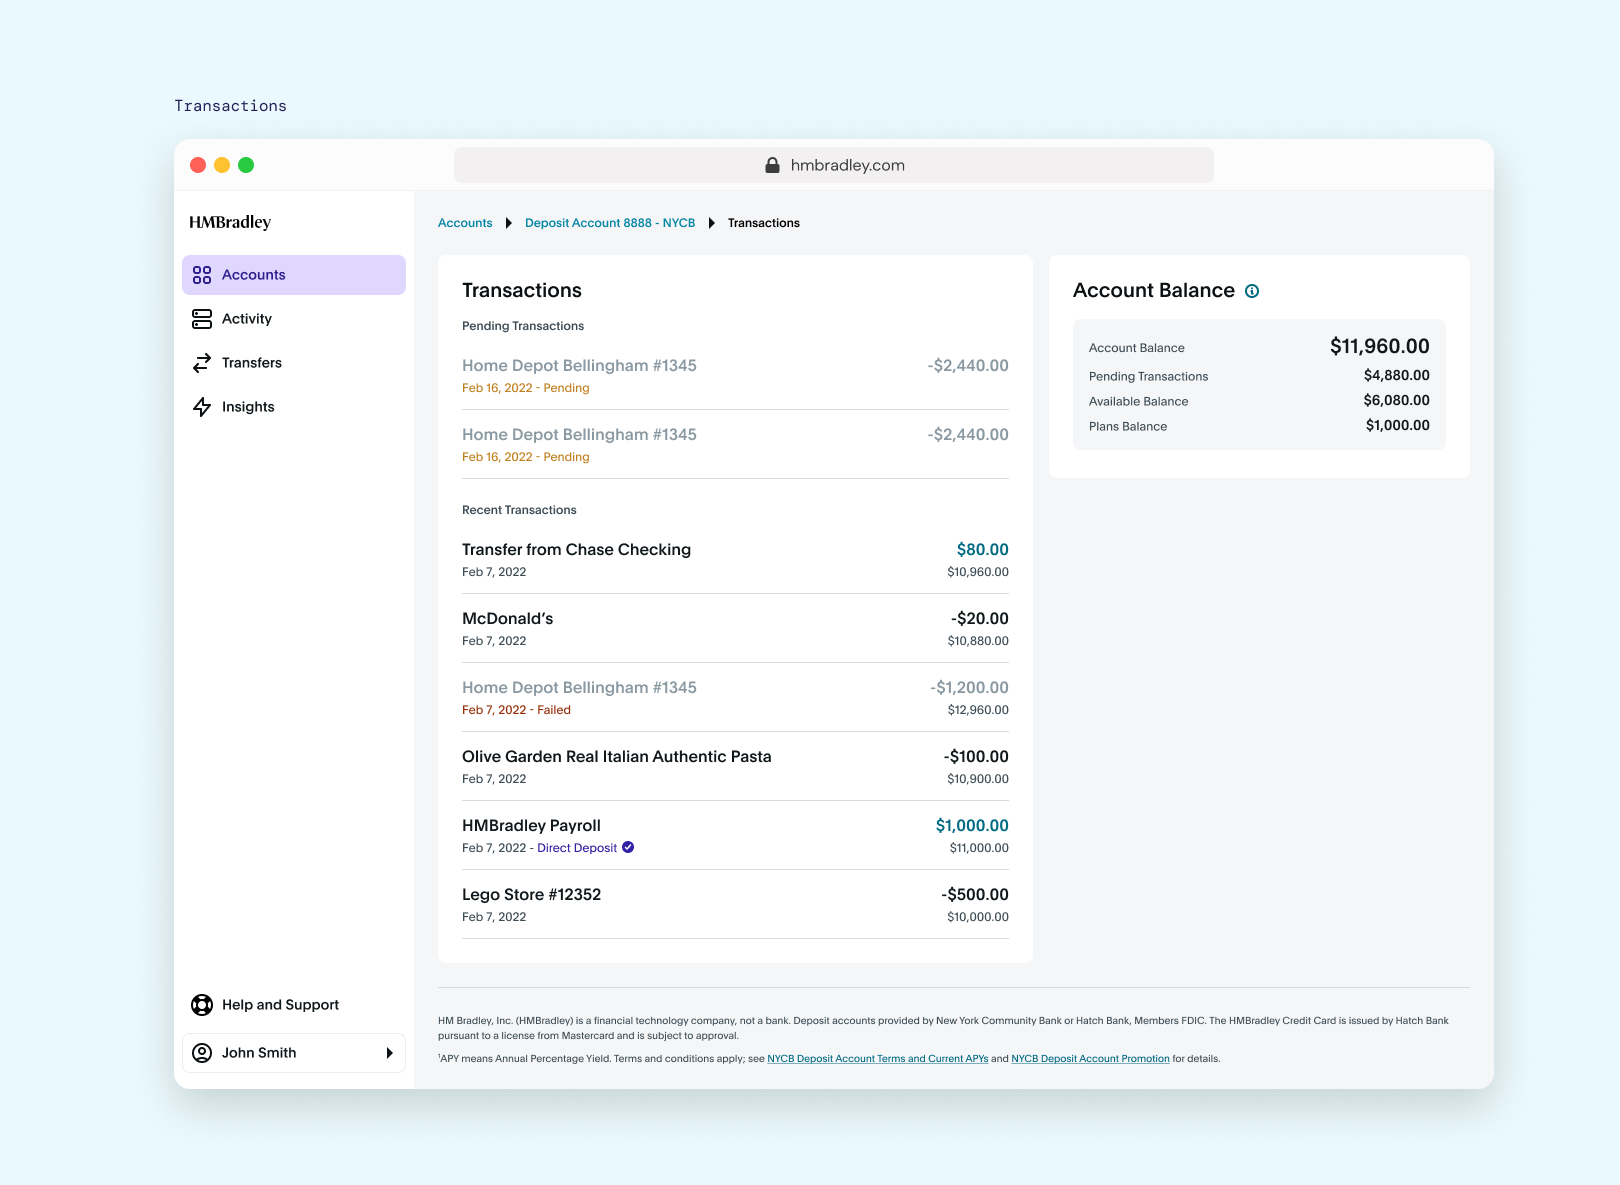 Transactions
hmbradley.com
HMBradley
Accounts
Activity
Transfers
Insights
Help and Support
John Smith
Accounts Deposit Account 8888 - NYCB Transactions
Transactions
Pending Transactions
Home Depot Bellingham #1345 -$2,440.00
Feb 16, 2022 - Pending
Home Depot Bellingham #1345 -$2,440.00
Feb 16, 2022 - Pending
Recent Transactions
Transfer from Chase Checking $80.00
Feb 7, 2022 $10,960.00
McDonald's -$20.00
Feb 7, 2022 $10,880.00
Home Depot Bellingham #1345 -$1,200.00
Feb 7, 2022 - Failed $12,960.00
Olive Garden Real Italian Authentic Pasta -$100.00
Feb 7, 2022 $10,900.00
HMBradley Payroll $1,000.00
Feb 7, 2022 - Direct Deposit $11,000.00
Lego Store #12352 -$500.00
Feb 7, 2022 $10,000.00
Account Balance
Account Balance $11,960.00
Pending Transactions $4,880.00
Available Balance $6,080.00
Plans Balance $1,000.00
HM Bradley, Inc. (HMBradley) is a financial technology company, not a bank. Deposit accounts provided by New York Community Bank or Hatch Bank, Members FDIC. The HMBradley Credit Card is issued by Hatch Bank
pursuant to a license from Mastercard and is subject to approval.
¹APY means Annual Percentage Yield. Terms and conditions apply; see NYCB Deposit Account Terms and Current APYs and NYCB Deposit Account Promotion for details.